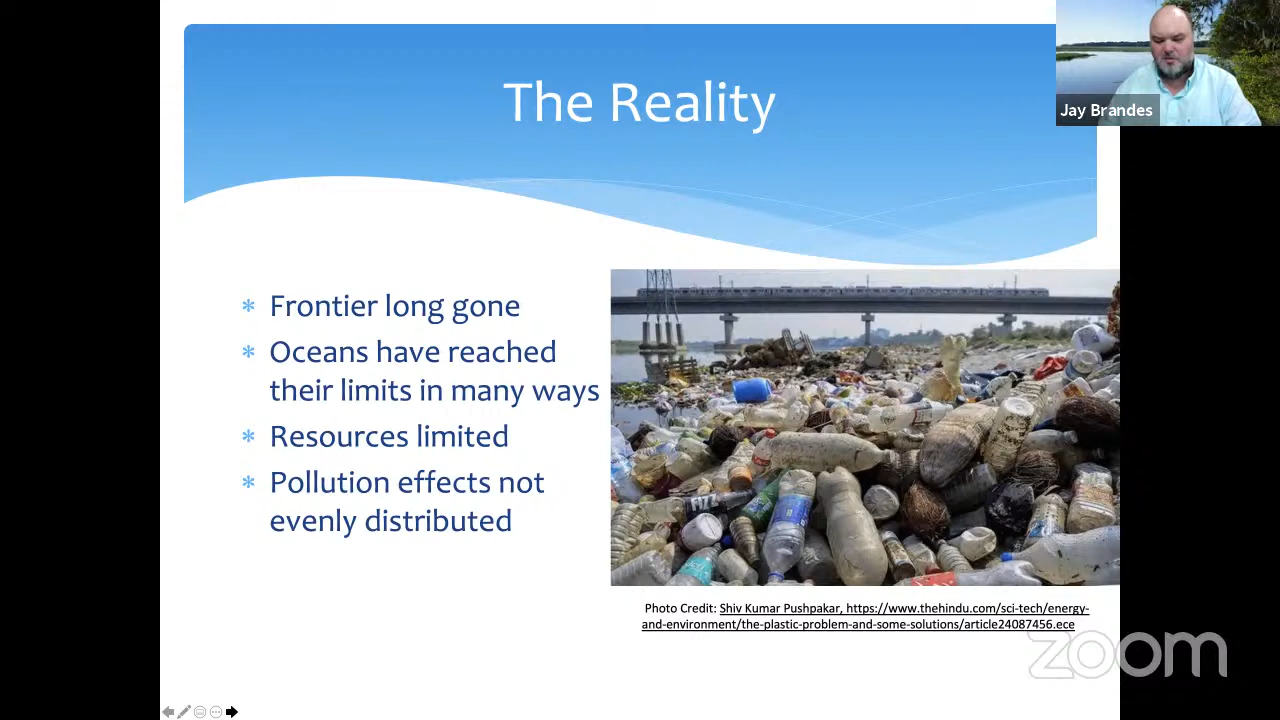 The Reality
Jay Brandes
* Frontier long gone
* Oceans have reached
their limits in many ways
* Resources limited
* Pollution effects not
evenly distributed
FIZZ
Photo Credit: Shiv Kumar Pushpakar, https://www.thehindu.com/sci-tech/energy-
and-environment/the-plastic-problem-and-some-solutions/article24087456.ece
zoom